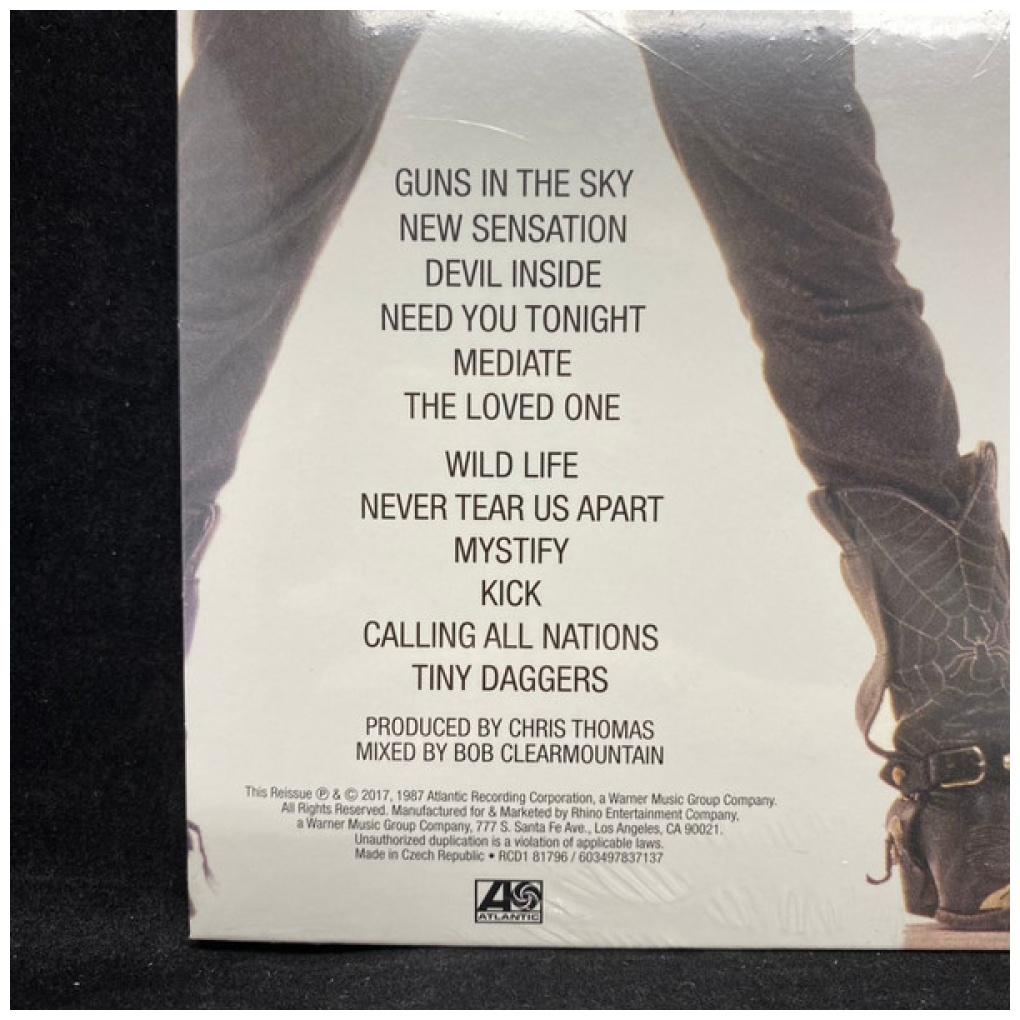 GUNS IN THE SKY
NEW SENSATION
DEVIL INSIDE
NEED YOU TONIGHT
MEDIATE
THE LOVED ONE
WILD LIFE
NEVER TEAR US APART
MYSTIFY
KICK
CALLING ALL NATIONS
TINY DAGGERS
PRODUCED BY CHRIS THOMAS
MIXED BY BOB CLEARMOUNTAIN
This Reissue ℗ & © 2017, 1987 Atlantic Recording Corporation, a Warner Music Group Company.
All Rights Reserved. Manufactured for & Marketed by Rhino Entertainment Company,
a Warner Music Group Company, 777 S. Santa Fe Ave., Los Angeles, CA 90021.
Unauthorized duplication is a violation of applicable laws.
Made in Czech Republic • RCD1 81796 / 603497837137
ATLANTIC